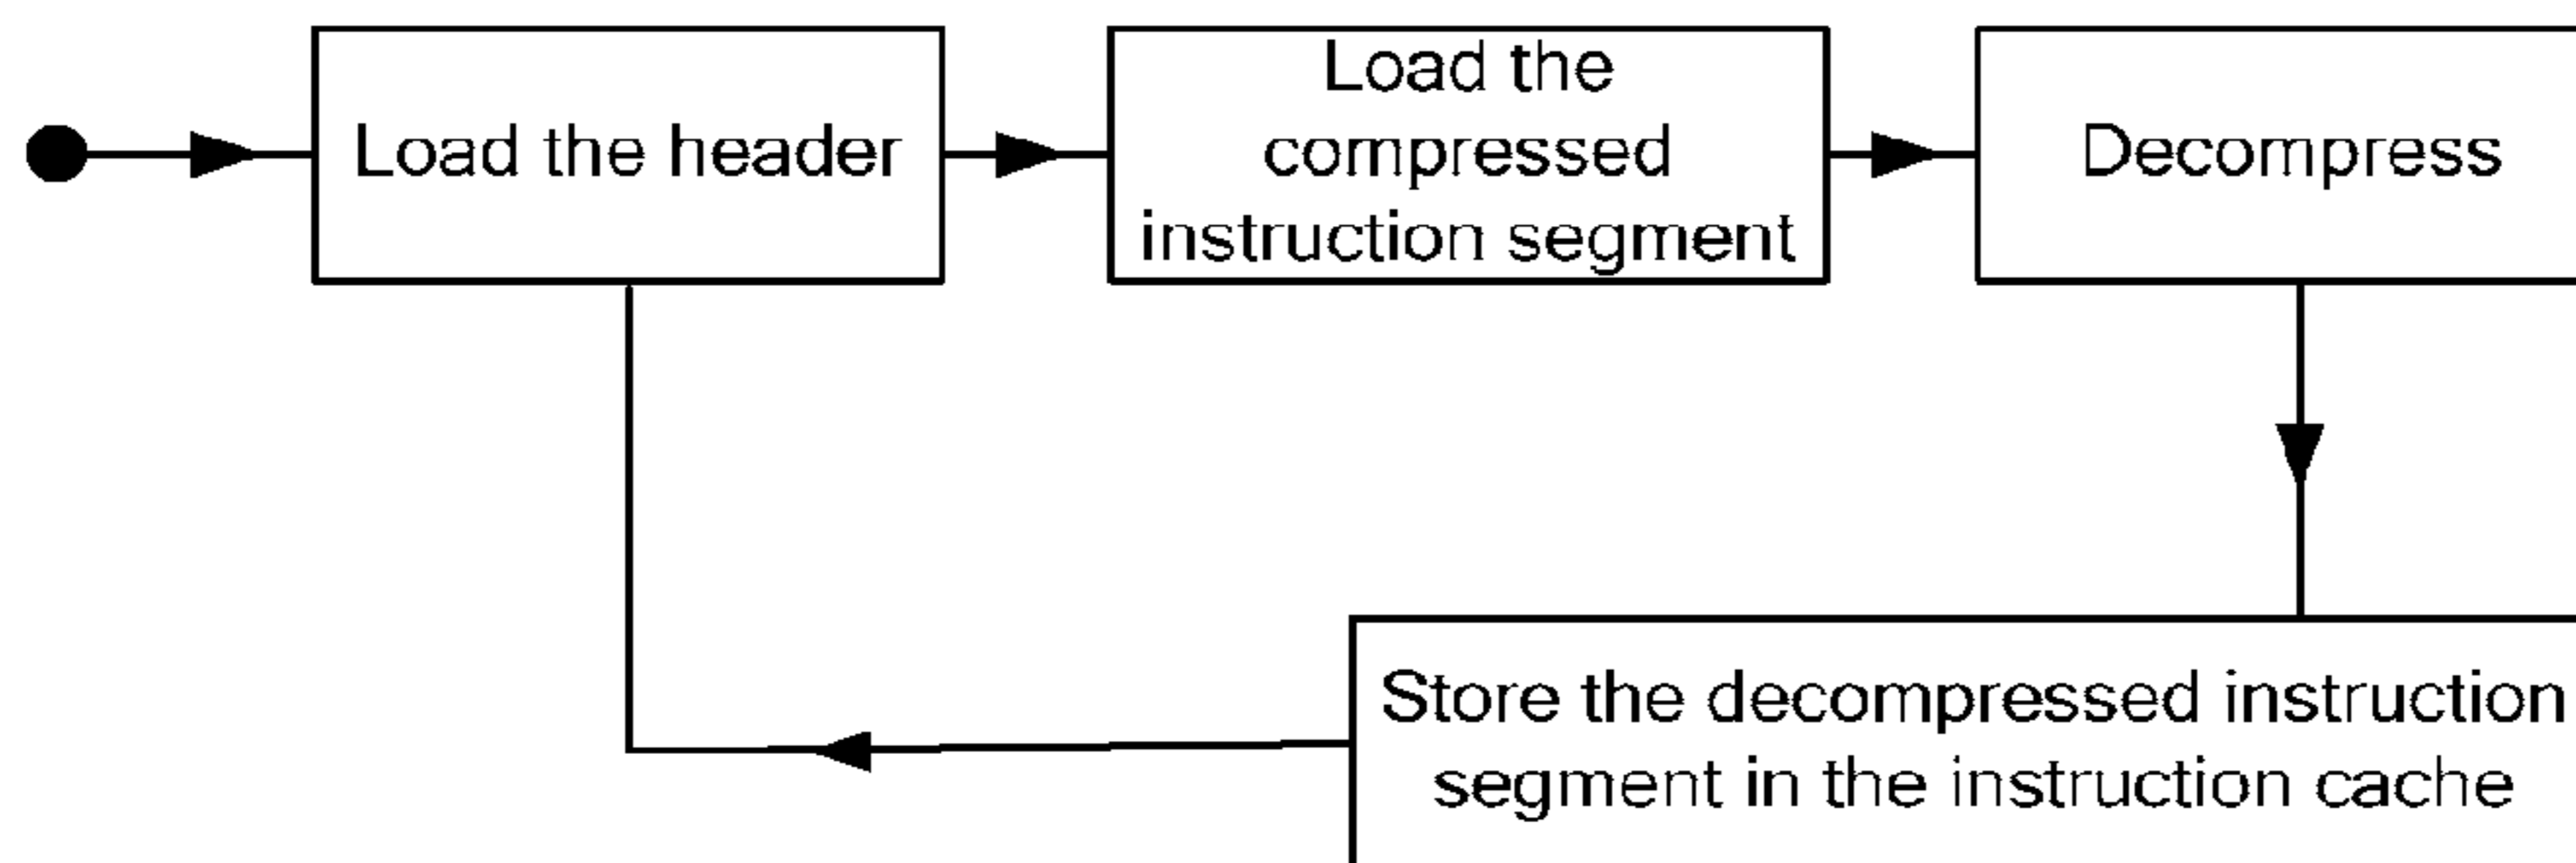 Load the header
Load the
compressed
instruction segment
Decompress
Store the decompressed instruction
segment in the instruction cache